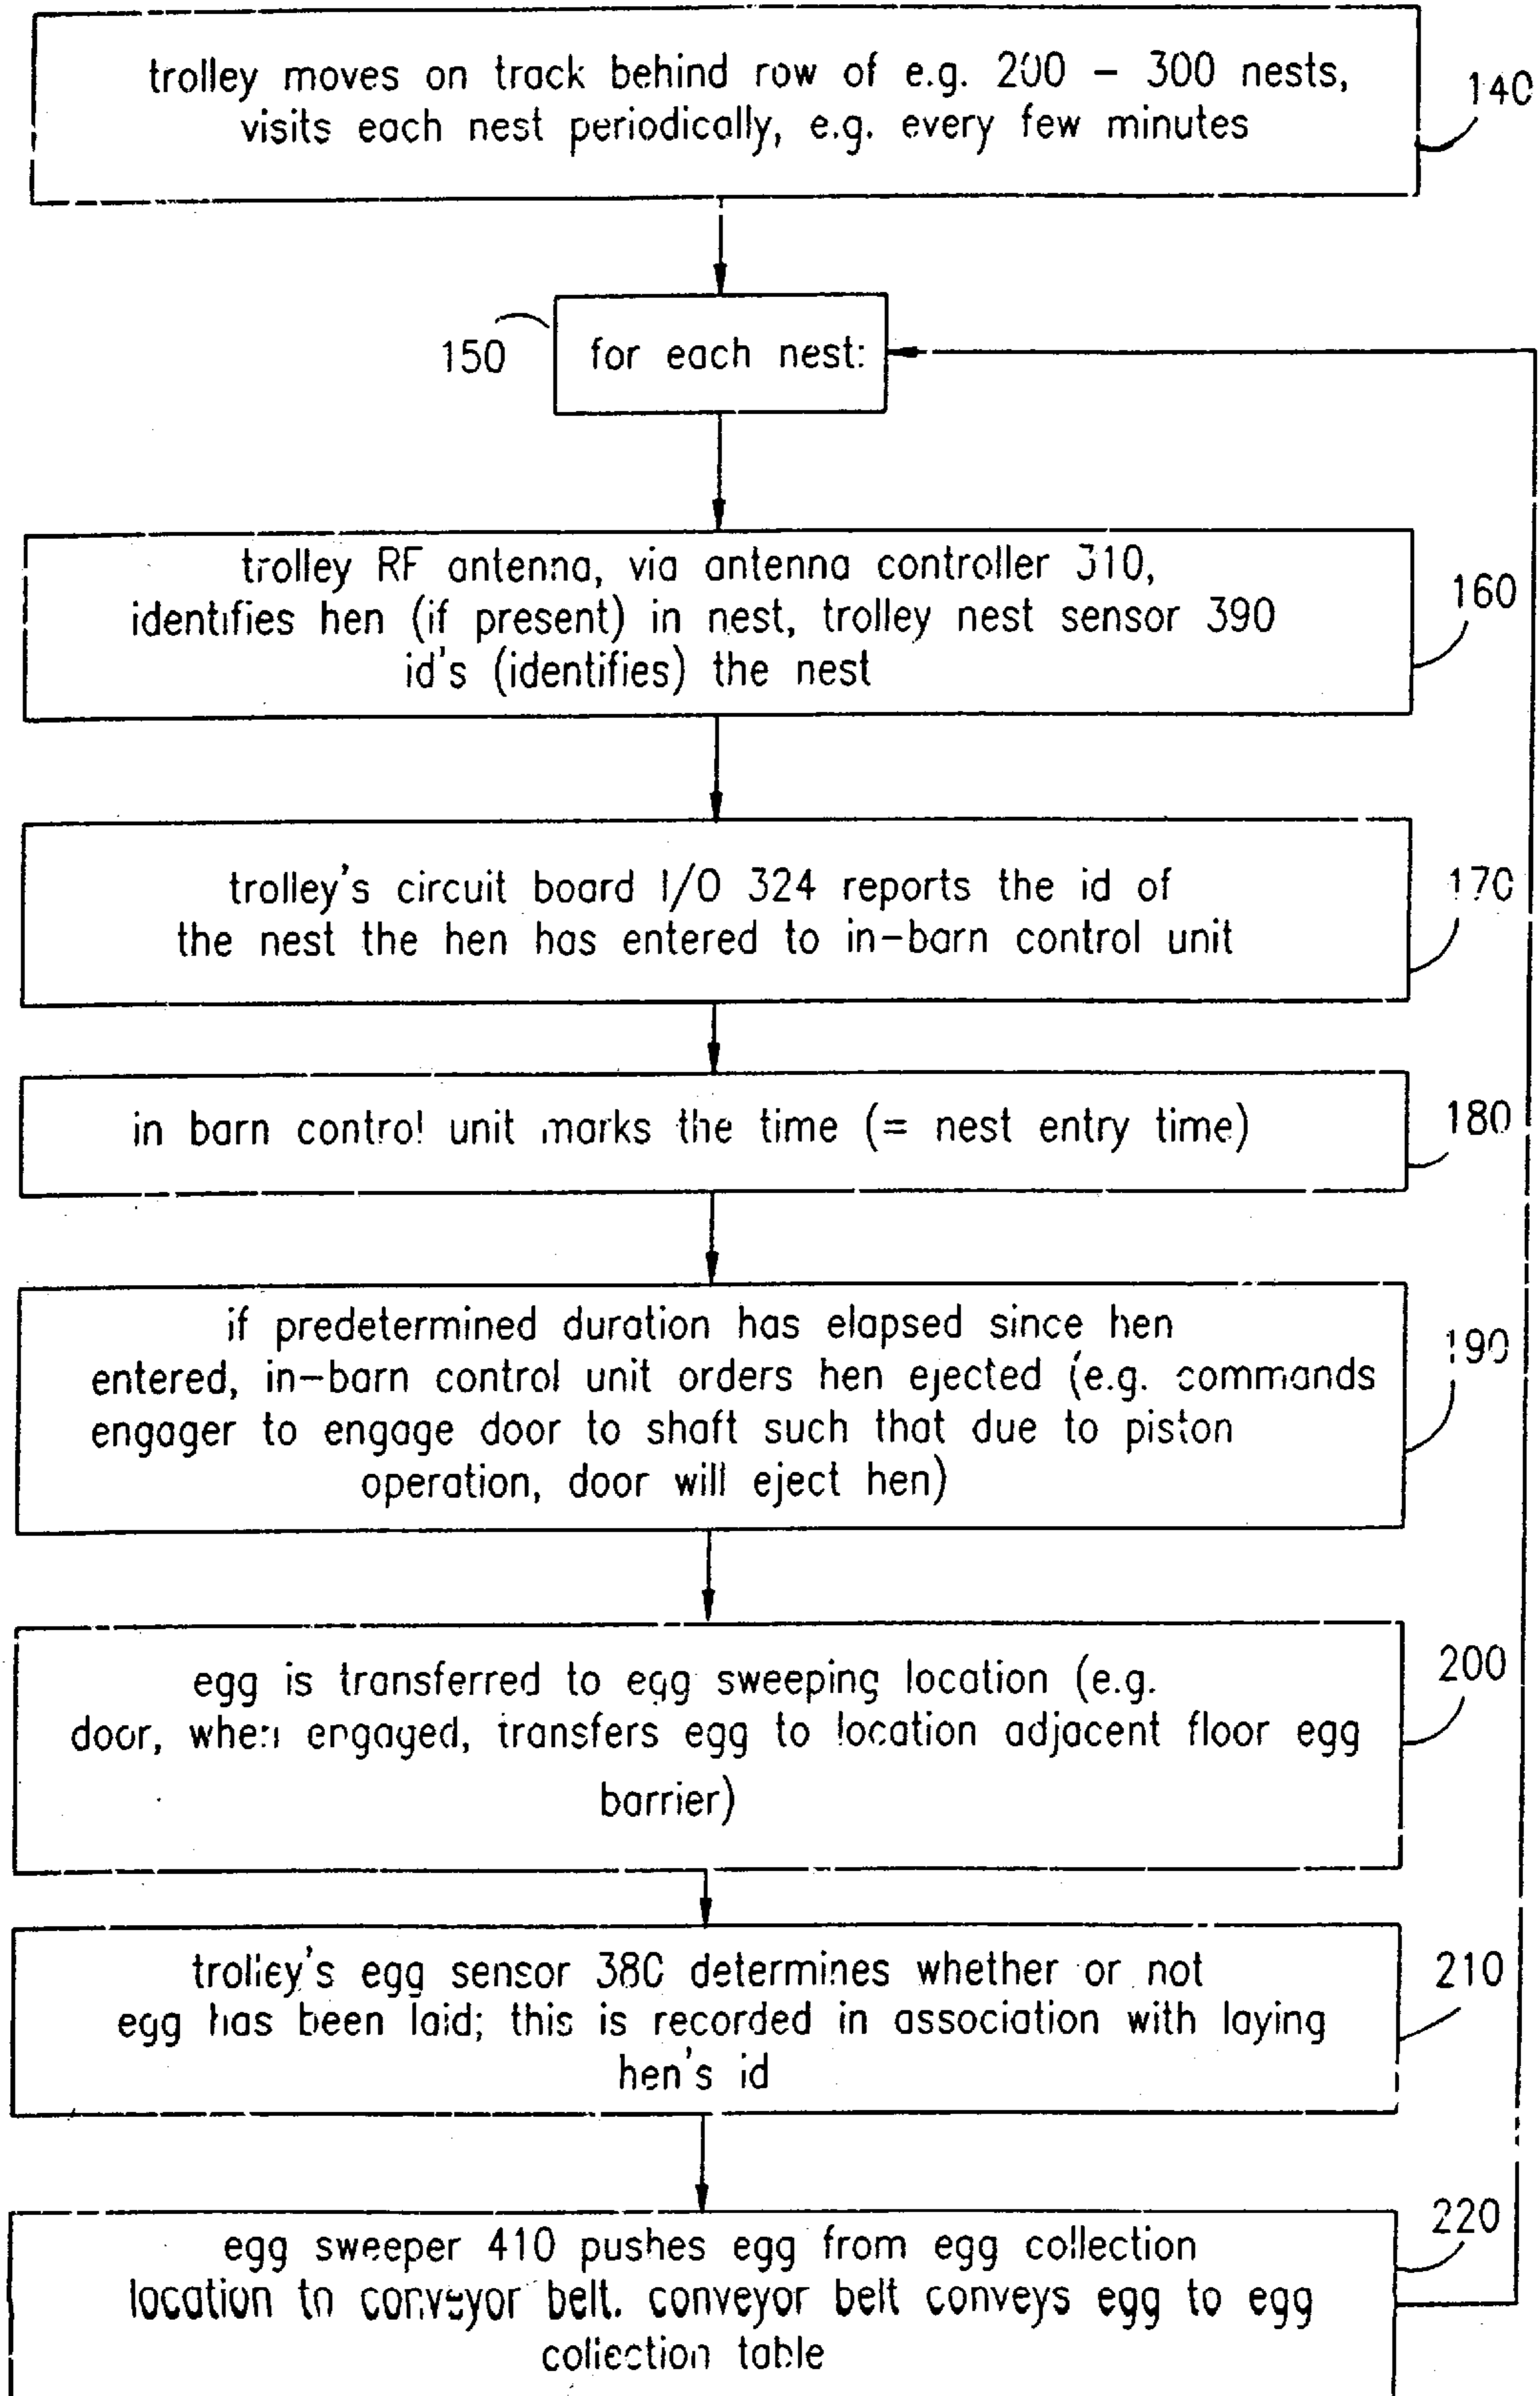 trolley moves on track behind row of e.g. 200 - 300 nests,
visits each nest periodically, e.g. every few minutes
140
150
for each nest:
trolley RF antenna, via antenna controller 310,
identifies hen (if present) in nest, trolley nest sensor 390
id's (identifies) the nest
160
trolley's circuit board I/O 324 reports the id of
the nest the hen has entered to in-barn control unit
170
in barn control unit marks the time (= nest entry time)
180
if predetermined duration has elapsed since hen
entered, in-barn control unit orders hen ejected (e.g. commands
engager to engage door to shaft such that due to piston
operation, door will eject hen)
190
egg is transferred to egg sweeping location (e.g.
door, when engaged, transfers egg to location adjacent floor egg
barrier)
200
trolley's egg sensor 380 determines whether or not
egg has been laid; this is recorded in association with laying
hen's id
210
egg sweeper 410 pushes egg from egg collection
location to conveyor belt. conveyor belt conveys egg to egg
collection table
220